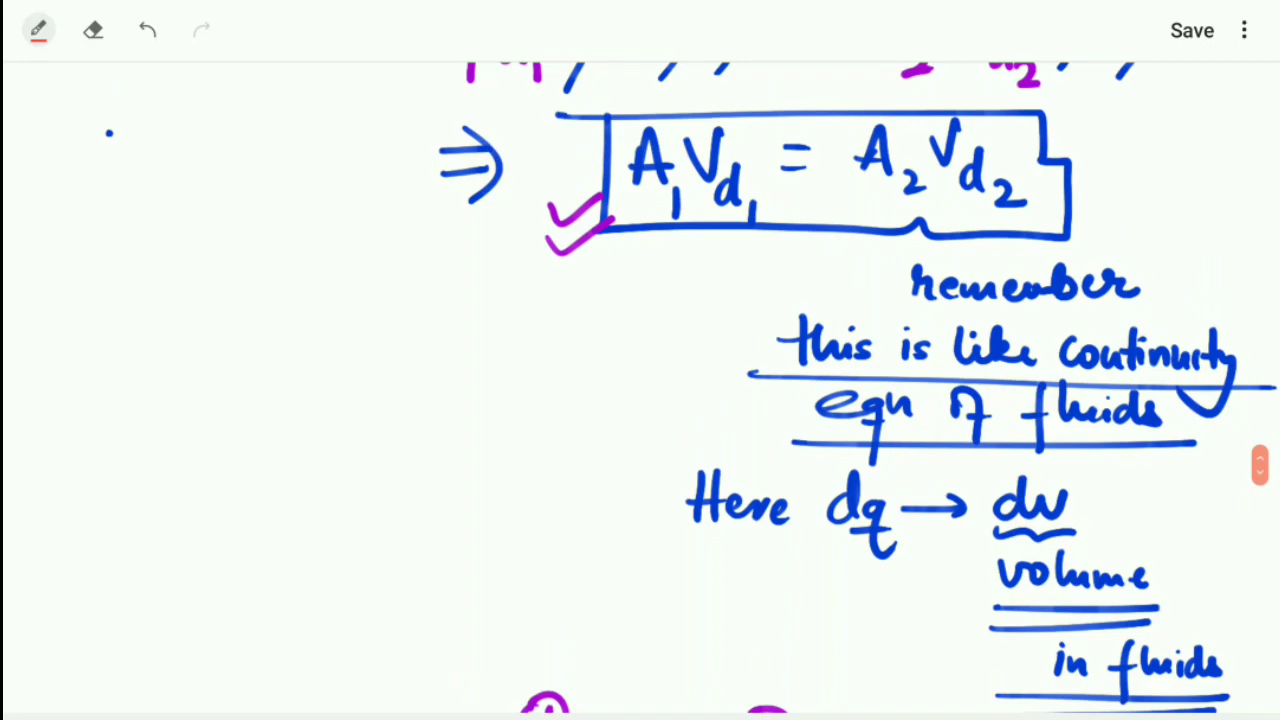 Save
⇒ A₁Vd₁ = A₂Vd₂
remember
this is like continuity
eqn of fluids
Here dq → dv
volume
in fluids